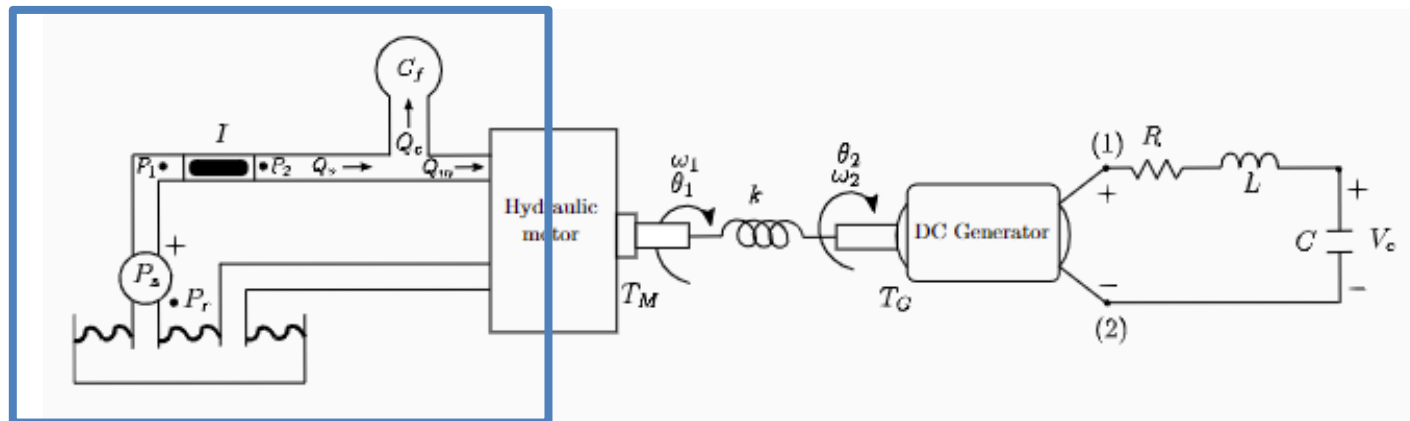 C_f
I
Q_c
P_1 P_2 Q_s Q_m
ω_1
θ_1
θ_2
ω_2
(1)
R
k
L
Hydraulic
motor
DC Generator
+
+
+
C
V_c
P_s
P_r
T_M
T_G
−
−
(2)